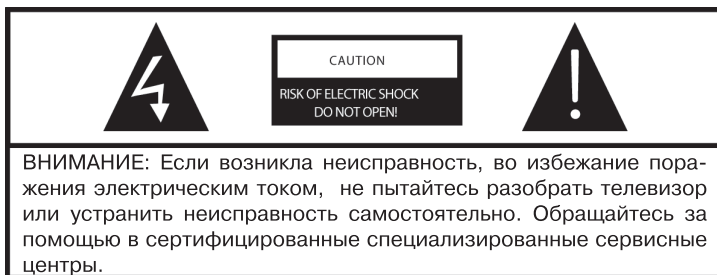 CAUTION
RISK OF ELECTRIC SHOCK
DO NOT OPEN!
ВНИМАНИЕ: Если возникла неисправность, во избежание пора-
жения электрическим током, не пытайтесь разобрать телевизор
или устранить неисправность самостоятельно. Обращайтесь за
помощью в сертифицированные специализированные сервисные
центры.